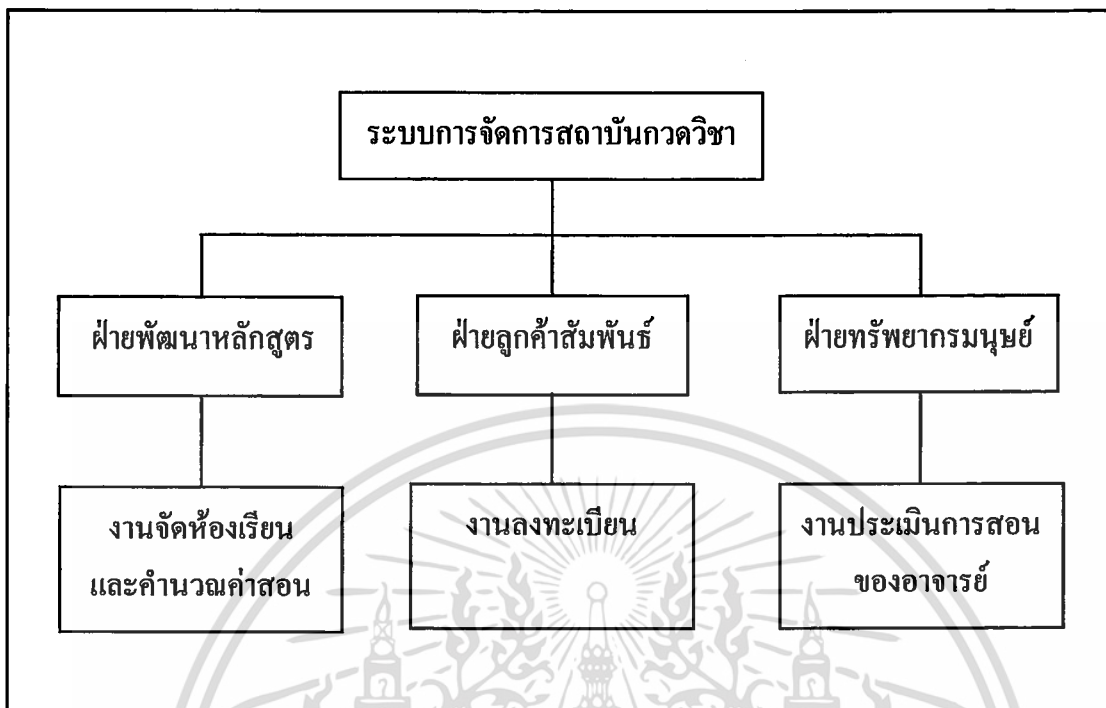 ระบบการจัดการสถาบันกวดวิชา
ฝ่ายพัฒนาหลักสูตร
ฝ่ายลูกค้าสัมพันธ์
ฝ่ายทรัพยากรมนุษย์
งานจัดห้องเรียน
และคำนวณค่าสอน
งานลงทะเบียน
งานประเมินการสอน
ของอาจารย์